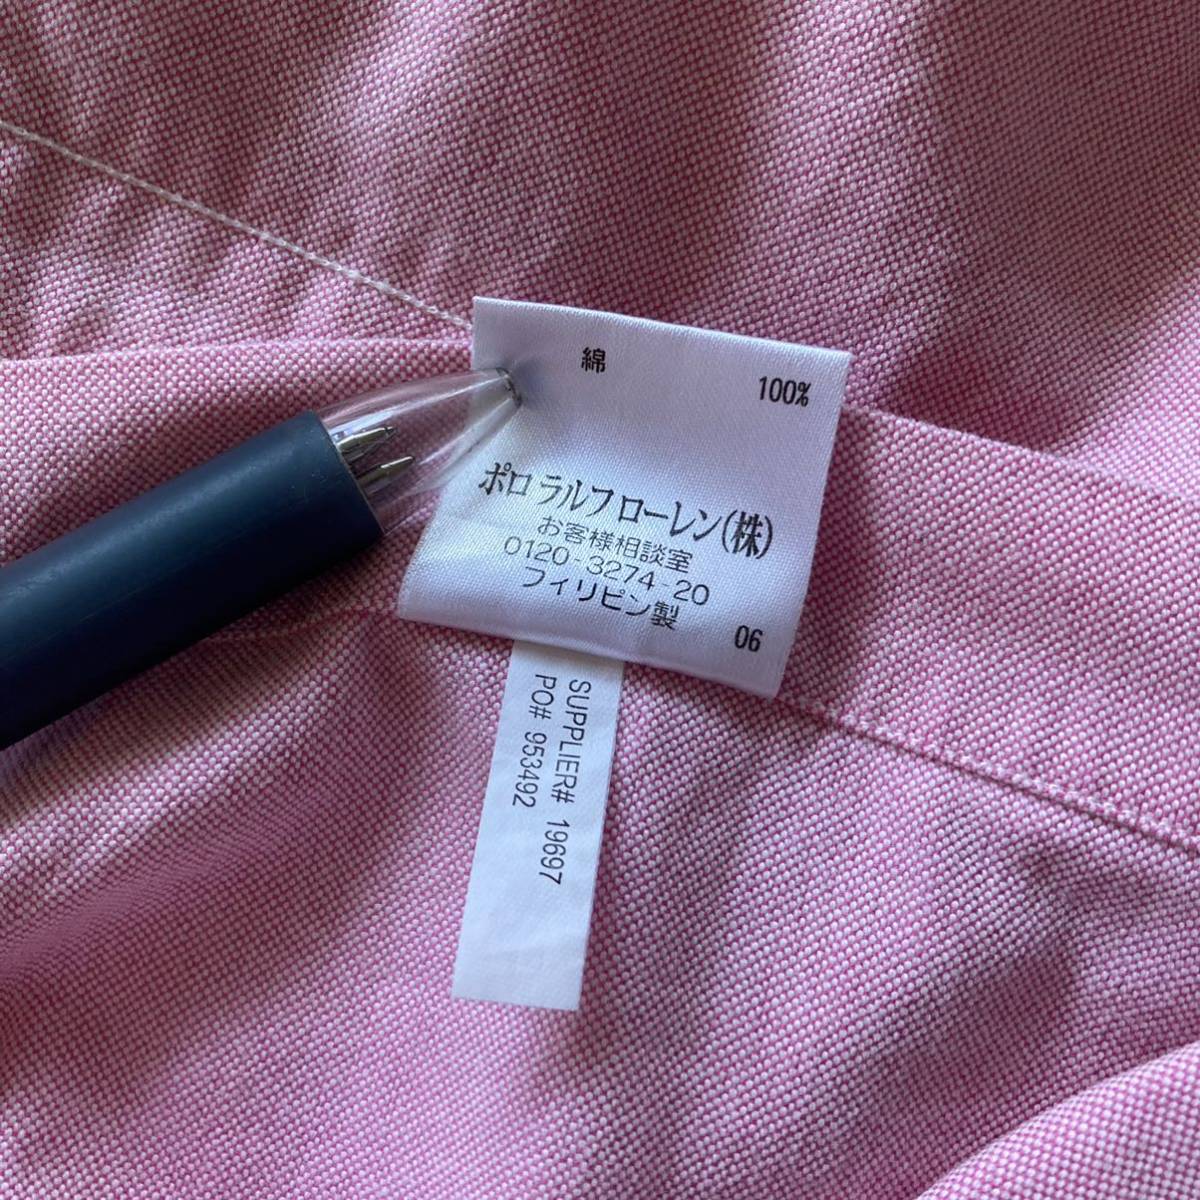 綿 100%
ポロ ラルフ ローレン(株)
お客様相談室
0120-3274-20
フィリピン製
06
SUPPLIER# 19697
PO# 953492